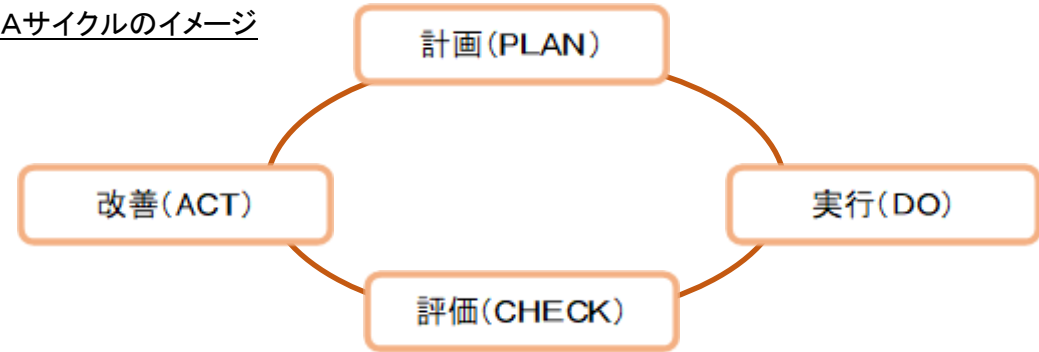 Aサイクルのイメージ
計画(PLAN)
改善(ACT)
実行(DO)
評価(CHECK)